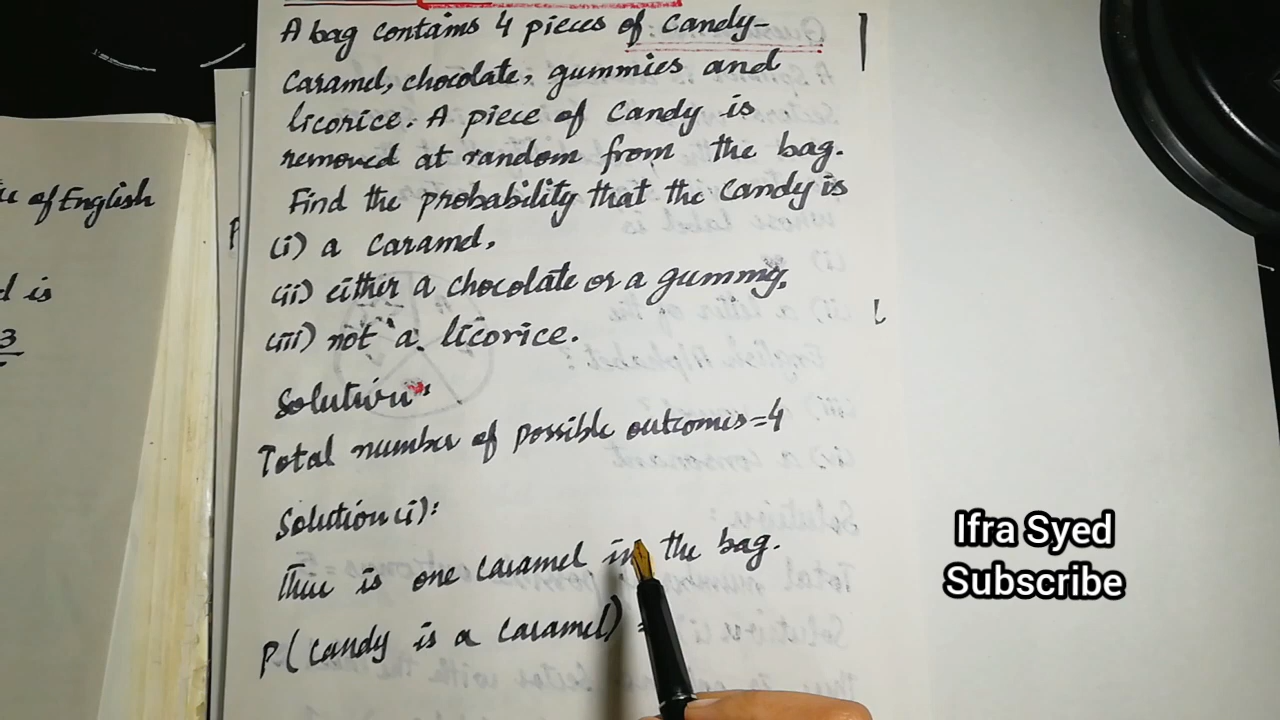 A bag contains 4 pieces of candy-
caramel, chocolate, gummies and
licorice. A piece of candy is
removed at random from the bag.
Find the probability that the candy is
(i) a caramel,
(ii) either a chocolate or a gummy,
(iii) not a licorice.
Solution:
Total number of possible outcomes=4
Solution(i):
There is one caramel in the bag.
P(candy is a caramel) =
of English
is
3
Ifra Syed
Subscribe